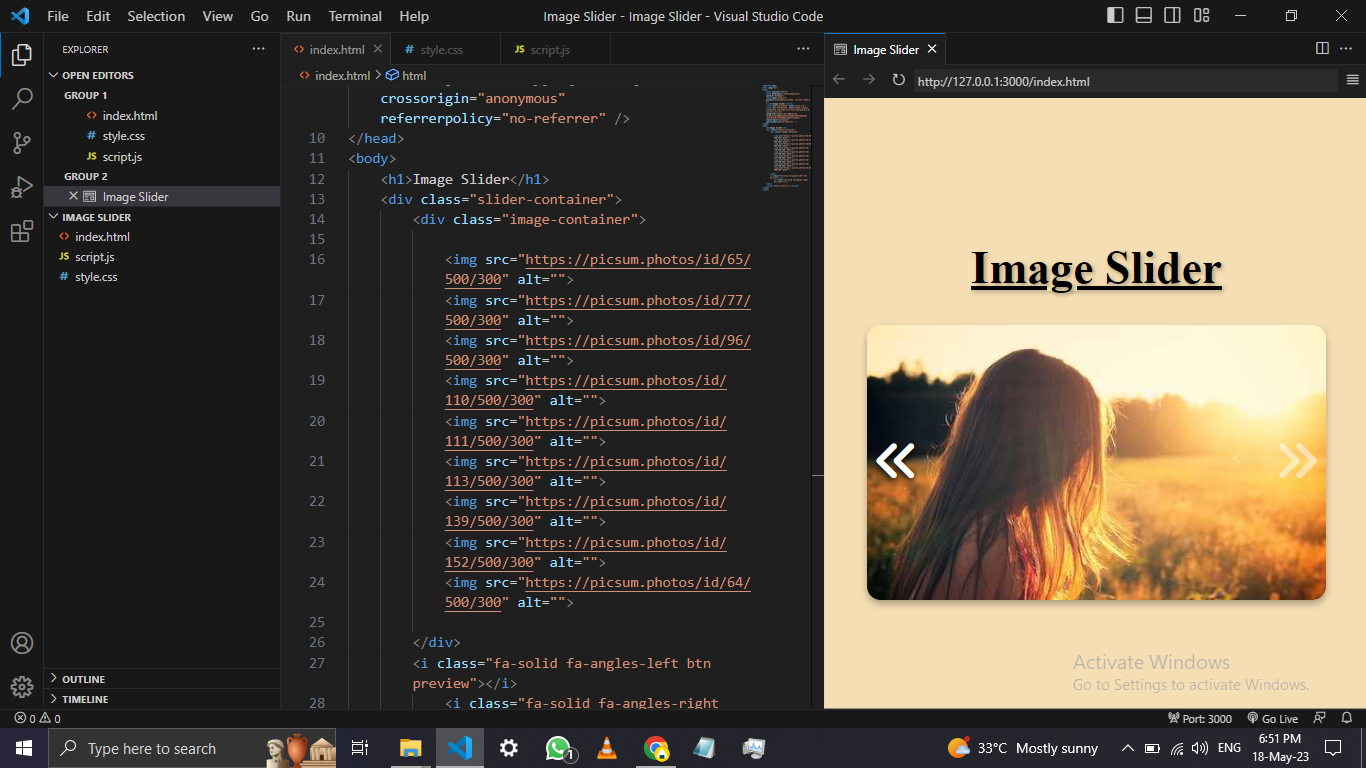 File Edit Selection View Go Run Terminal Help
Image Slider - Image Slider - Visual Studio Code
EXPLORER
OPEN EDITORS
GROUP 1
index.html
style.css
JS script.js
GROUP 2
Image Slider
IMAGE SLIDER
index.html
JS script.js
# style.css
OUTLINE
TIMELINE
index.html
# style.css
JS script.js
index.html > html
crossorigin="anonymous"
referrerpolicy="no-referrer" />
10 </head>
11 <body>
12 <h1>Image Slider</h1>
13 <div class="slider-container">
14 <div class="image-container">
15
16 <img src="https://picsum.photos/id/65/
500/300" alt="">
17 <img src="https://picsum.photos/id/77/
500/300" alt="">
18 <img src="https://picsum.photos/id/96/
500/300" alt="">
19 <img src="https://picsum.photos/id/
110/500/300" alt="">
20 <img src="https://picsum.photos/id/
111/500/300" alt="">
21 <img src="https://picsum.photos/id/
113/500/300" alt="">
22 <img src="https://picsum.photos/id/
139/500/300" alt="">
23 <img src="https://picsum.photos/id/
152/500/300" alt="">
24 <img src="https://picsum.photos/id/64/
500/300" alt="">
25
26 </div>
27 <i class="fa-solid fa-angles-left btn
preview"></i>
28 <i class="fa-solid fa-angles-right
Image Slider
http://127.0.0.1:3000/index.html
Image Slider
Activate Windows
Go to Settings to activate Windows.
0 0
Port: 3000
Go Live
Type here to search
1
33°C Mostly sunny
ENG
6:51 PM
18-May-23